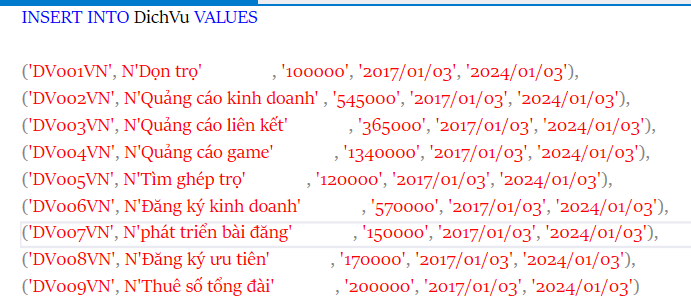 INSERT INTO DichVu VALUES
('DV001VN', N'Dọn trọ' , '100000', '2017/01/03', '2024/01/03'),
('DV002VN', N'Quảng cáo kinh doanh' , '545000', '2017/01/03', '2024/01/03'),
('DV003VN', N'Quảng cáo liên kết' , '365000', '2017/01/03', '2024/01/03'),
('DV004VN', N'Quảng cáo game' , '1340000', '2017/01/03', '2024/01/03'),
('DV005VN', N'Tìm ghép trọ' , '120000', '2017/01/03', '2024/01/03'),
('DV006VN', N'Đăng ký kinh doanh' , '570000', '2017/01/03', '2024/01/03'),
('DV007VN', N'phát triển bài đăng' , '150000', '2017/01/03', '2024/01/03'),
('DV008VN', N'Đăng ký ưu tiên' , '170000', '2017/01/03', '2024/01/03'),
('DV009VN', N'Thuê số tổng đài' , '200000', '2017/01/03', '2024/01/03')